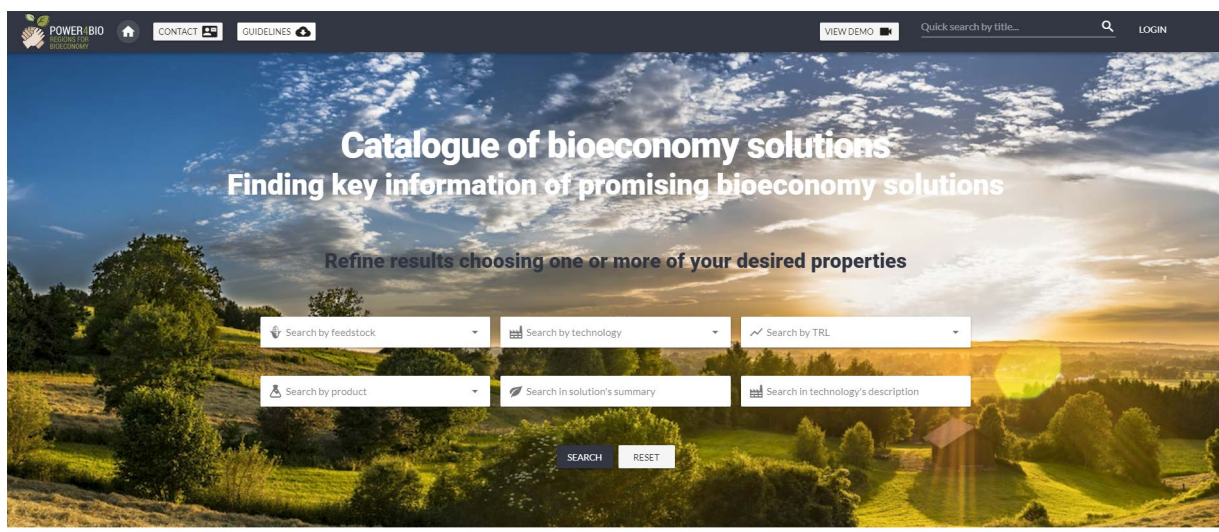 POWER4BIO
REGIONS FOR
BIOECONOMY
CONTACT
GUIDELINES
VIEW DEMO
Quick search by title...
LOGIN
Catalogue of bioeconomy solutions
Finding key information of promising bioeconomy solutions
Refine results choosing one or more of your desired properties
Search by feedstock
Search by technology
Search by TRL
Search by product
Search in solution's summary
Search in technology's description
SEARCH
RESET